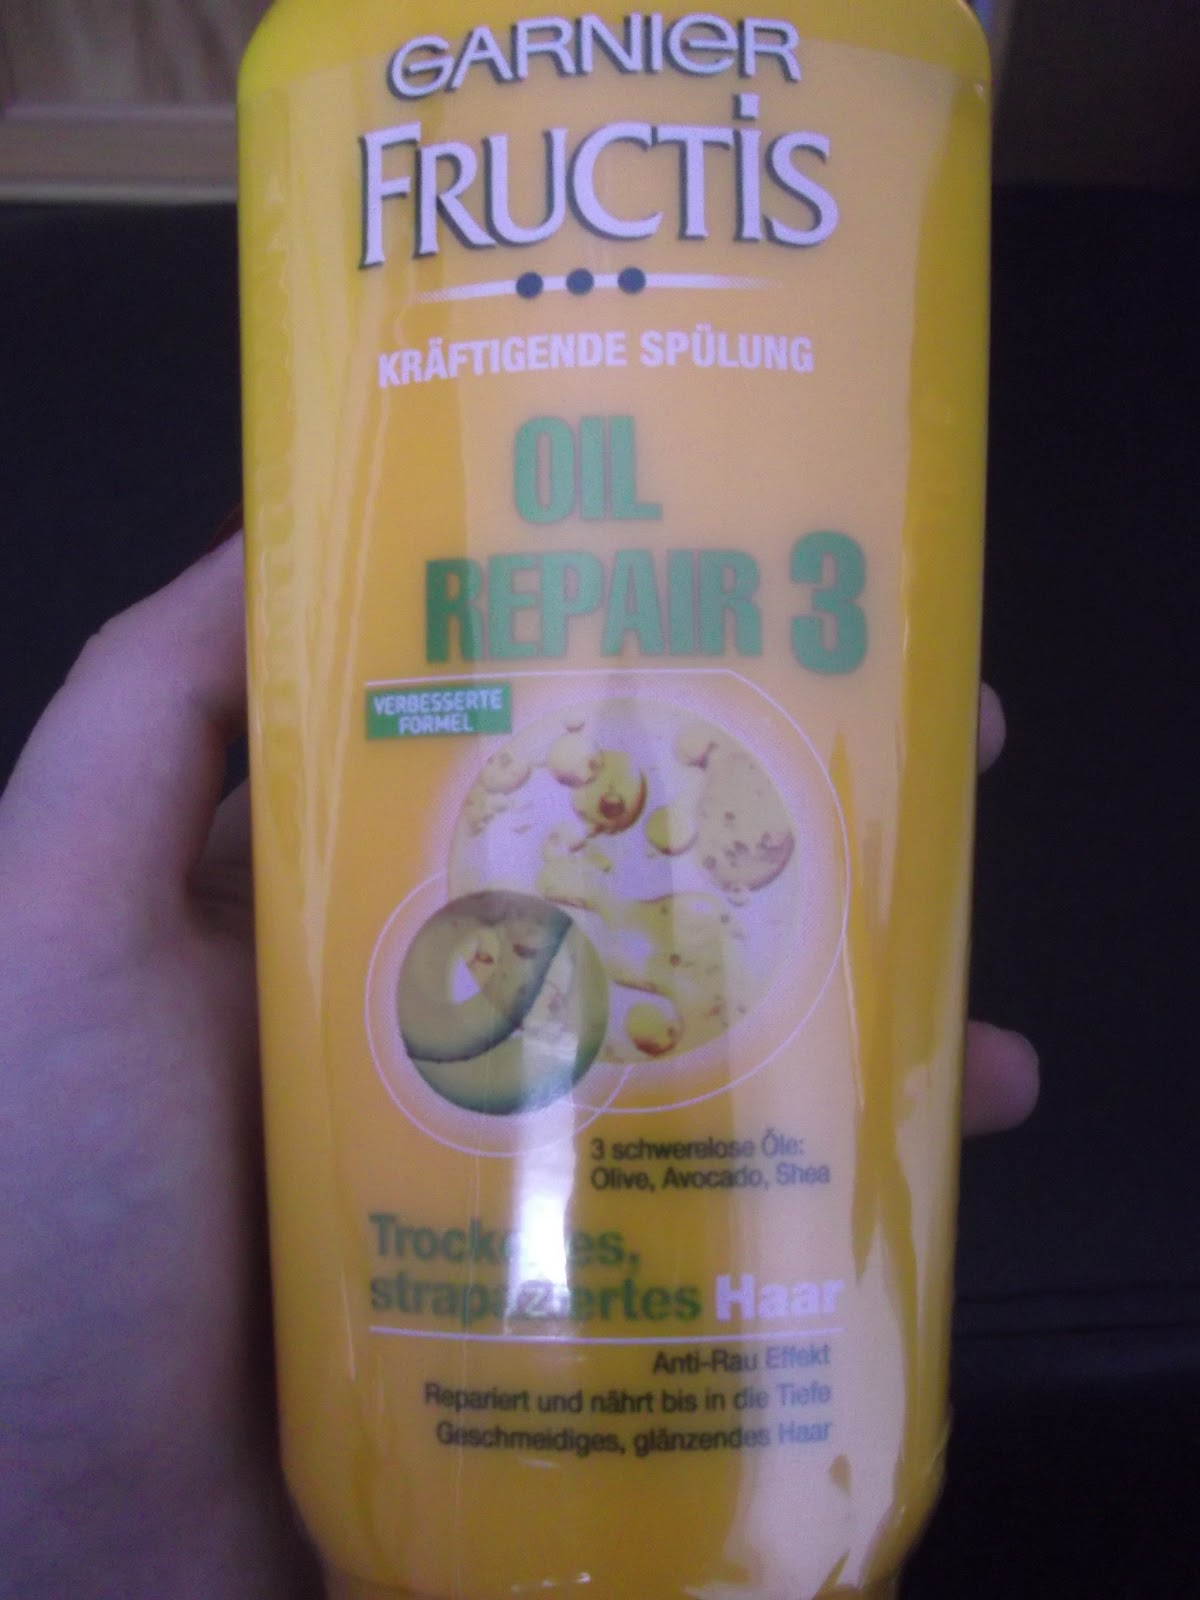 GARNIER
FRUCTIS
KRÄFTIGENDE SPÜLUNG
OIL
REPAIR 3
VERBESSERTE
FORMEL
3 schwerelose Öle:
Olive, Avocado, Shea
Trockenes,
strapaziertes Haar
Anti-Rau Effekt
Repariert und nährt bis in die Tiefe
Geschmeidiges, glänzendes Haar